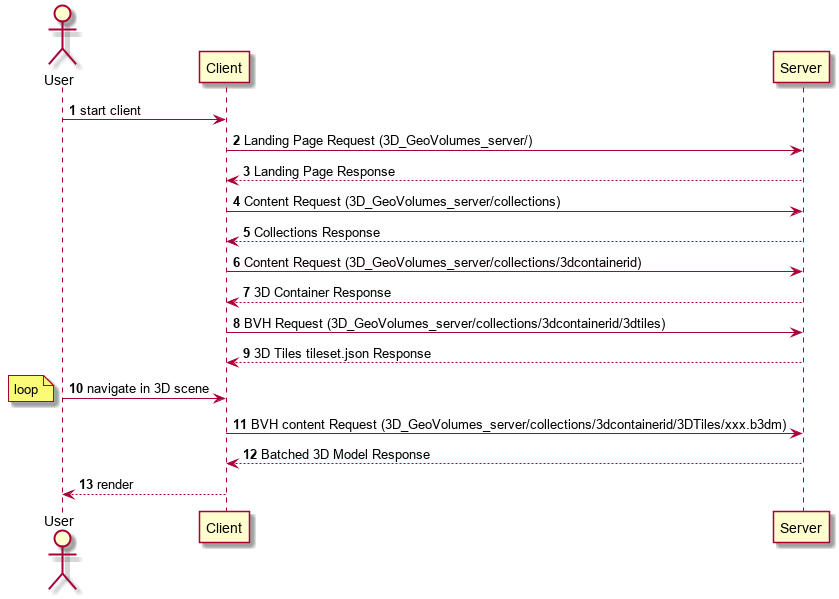 User
Client
Server
1 start client
2 Landing Page Request (3D_GeoVolumes_server/)
3 Landing Page Response
4 Content Request (3D_GeoVolumes_server/collections)
5 Collections Response
6 Content Request (3D_GeoVolumes_server/collections/3dcontainerid)
7 3D Container Response
8 BVH Request (3D_GeoVolumes_server/collections/3dcontainerid/3dtiles)
9 3D Tiles tileset.json Response
loop
10 navigate in 3D scene
11 BVH content Request (3D_GeoVolumes_server/collections/3dcontainerid/3DTiles/xxx.b3dm)
12 Batched 3D Model Response
13 render
User
Client
Server